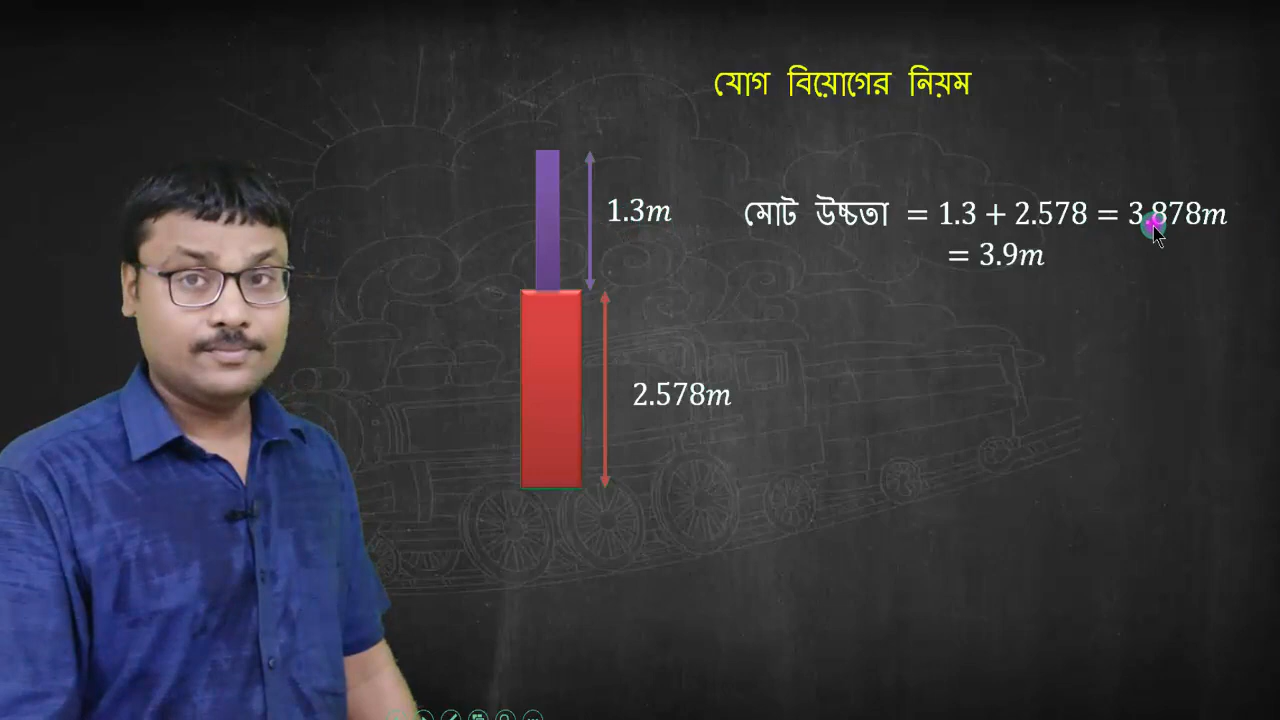 যোগ বিয়োগের নিয়ম
1.3m
মোট উচ্চতা = 1.3 + 2.578 = 3.878m
= 3.9m
2.578m